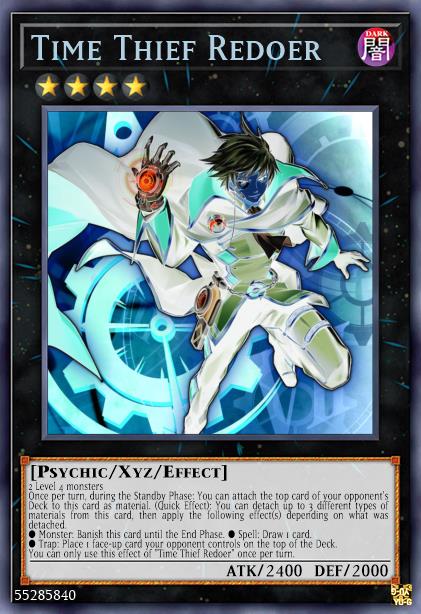 TIME THIEF REDOER
DARK
闇
[PSYCHIC/XYZ/EFFECT]
2 Level 4 monsters
Once per turn, during the Standby Phase: You can attach the top card of your opponent's
Deck to this card as material. (Quick Effect): You can detach up to 3 different types of
materials from this card, then apply the following effect(s) depending on what was
detached.
● Monster: Banish this card until the End Phase. ● Spell: Draw 1 card.
● Trap: Place 1 face-up card your opponent controls on the top of the Deck.
You can only use this effect of "Time Thief Redoer" once per turn.
ATK/2400 DEF/2000
55285840